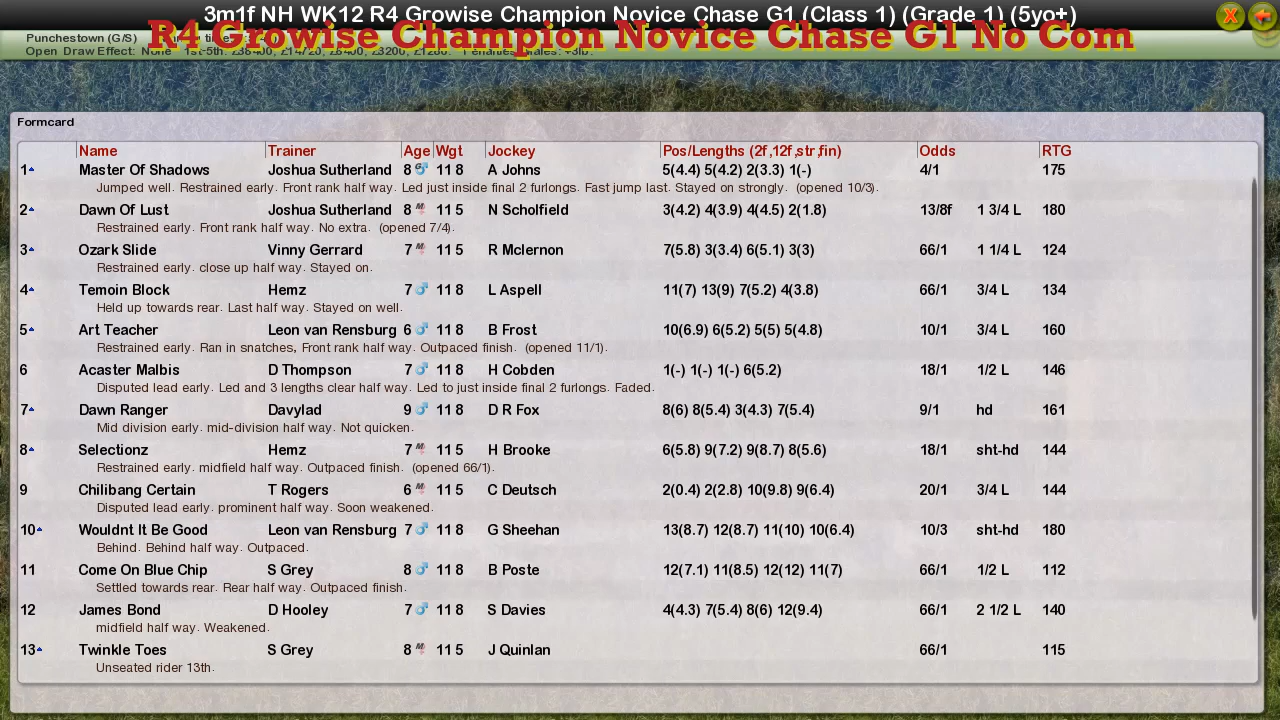 3m1f NH WK12 R4 Growise Champion Novice Chase G1 (Class 1) (Grade 1) (5yo+)
R4 Growise Champion Novice Chase G1 No Com
Punchestown (G/S)
Open Draw Effect: None 1st-5th: £38400, £14720,
Formcard
Name Trainer Age Wgt Jockey Pos/Lengths (2f,12f,str,fin) Odds RTG
1 Master Of Shadows Joshua Sutherland 8 11 8 A Johns 5(4.4) 5(4.2) 2(3.3) 1(-) 4/1 175
Jumped well. Restrained early. Front rank half way. Led just inside final 2 furlongs. Fast jump last. Stayed on strongly. (opened 10/3).
2 Dawn Of Lust Joshua Sutherland 8 M 11 5 N Scholfield 3(4.2) 4(3.9) 4(4.5) 2(1.8) 13/8f 1 3/4 L 180
Restrained early. Front rank half way. No extra. (opened 7/4).
3 Ozark Slide Vinny Gerrard 7 M 11 5 R Mclernon 7(5.8) 3(3.4) 6(5.1) 3(3) 66/1 1 1/4 L 124
Restrained early. close up half way. Stayed on.
4 Temoin Block Hemz 7 11 8 L Aspell 11(7) 13(9) 7(5.2) 4(3.8) 66/1 3/4 L 134
Held up towards rear. Last half way. Stayed on well.
5 Art Teacher Leon van Rensburg 6 11 8 B Frost 10(6.9) 6(5.2) 5(5) 5(4.8) 10/1 3/4 L 160
Restrained early. Ran in snatches, Front rank half way. Outpaced finish. (opened 11/1).
6 Acaster Malbis D Thompson 7 11 8 H Cobden 1(-) 1(-) 1(-) 6(5.2) 18/1 1/2 L 146
Disputed lead early. Led and 3 lengths clear half way. Led to just inside final 2 furlongs. Faded.
7 Dawn Ranger Davylad 9 11 8 D R Fox 8(6) 8(5.4) 3(4.3) 7(5.4) 9/1 hd 161
Mid division early. mid-division half way. Not quicken.
8 Selectionz Hemz 7 M 11 5 H Brooke 6(5.8) 9(7.2) 9(8.7) 8(5.6) 18/1 sht-hd 144
Restrained early. midfield half way. Outpaced finish. (opened 66/1).
9 Chilibang Certain T Rogers 6 M 11 5 C Deutsch 2(0.4) 2(2.8) 10(9.8) 9(6.4) 20/1 3/4 L 144
Disputed lead early. prominent half way. Soon weakened.
10 Wouldnt It Be Good Leon van Rensburg 7 11 8 G Sheehan 13(8.7) 12(8.7) 11(10) 10(6.4) 10/3 sht-hd 180
Behind. Behind half way. Outpaced.
11 Come On Blue Chip S Grey 8 11 8 B Poste 12(7.1) 11(8.5) 12(12) 11(7) 66/1 1/2 L 112
Settled towards rear. Rear half way. Outpaced finish.
12 James Bond D Hooley 7 11 8 S Davies 4(4.3) 7(5.4) 8(6) 12(9.4) 66/1 2 1/2 L 140
midfield half way. Weakened.
13 Twinkle Toes S Grey 8 M 11 5 J Quinlan 66/1 115
Unseated rider 13th.